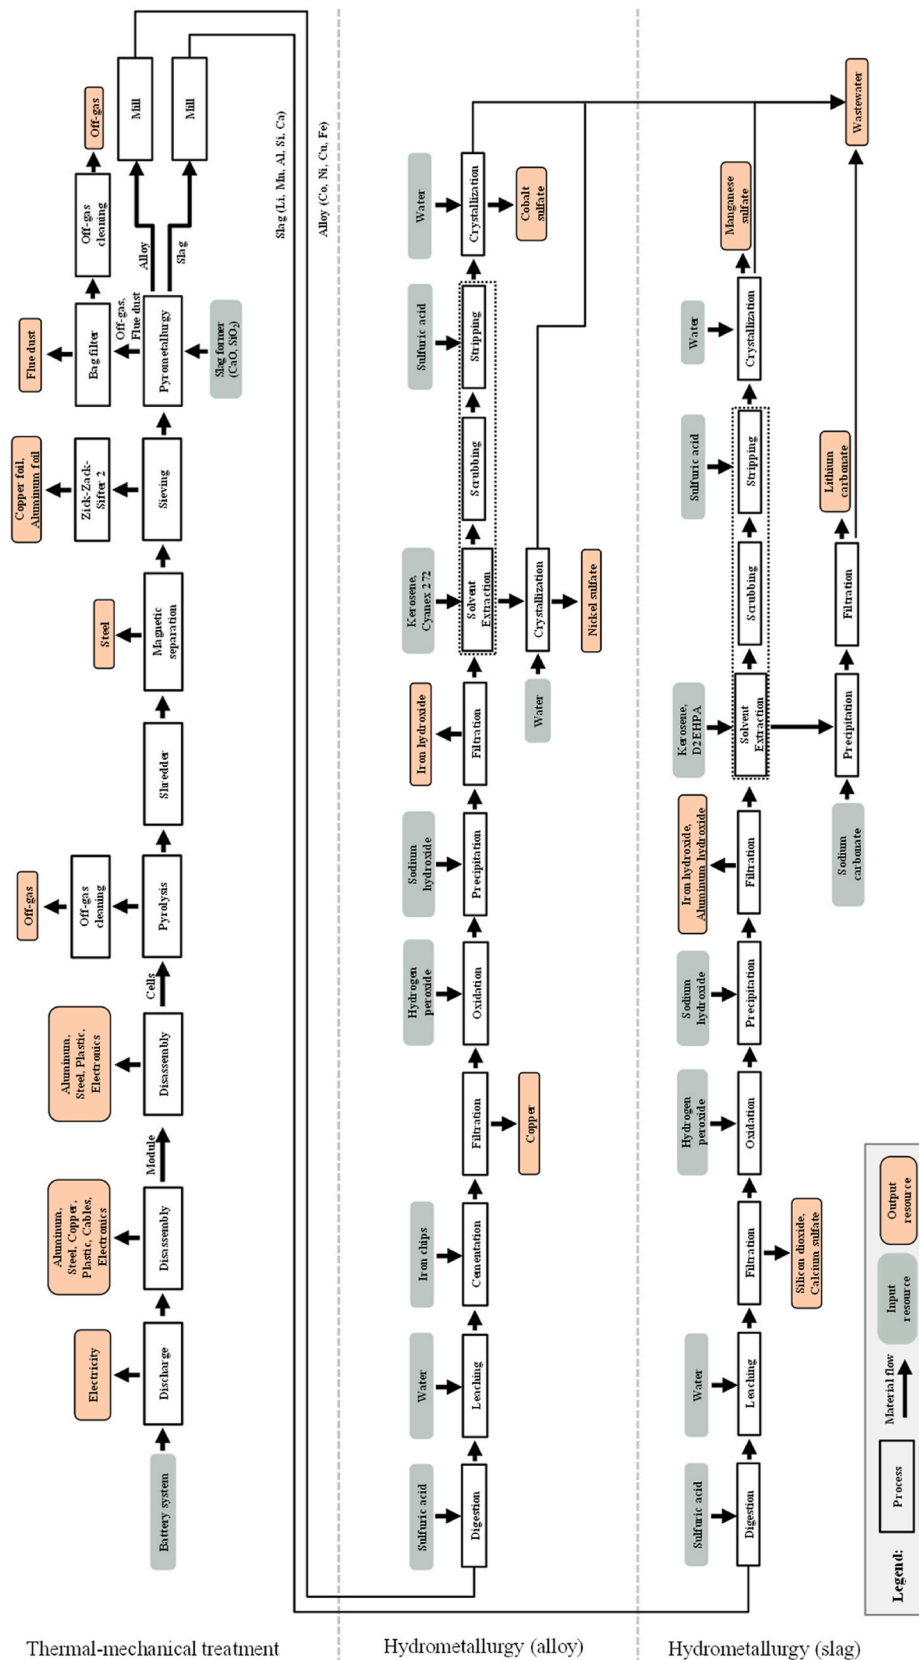 Thermal-mechanical treatment
Battery system
Discharge
Electricity
Disassembly
Aluminum,
Steel, Copper,
Plastic, Cables,
Electronics
Module
Disassembly
Aluminum,
Steel, Plastic,
Electronics
Cells
Pyrolysis
Off-gas
cleaning
Off-gas
Shredder
Magnetic
separation
Steel
Sieving
Zick-Zack-
Sifter 2
Copper foil,
Aluminum foil
Pyrometallurgy
Slag former
(CaO, SiO₂)
Off-gas,
Flue dust
Bag filter
Flue dust
Off-gas
cleaning
Off-gas
Alloy
Slag
Mill
Mill
Slag (Li, Mn, Al, Si, Ca)
Alloy (Co, Ni, Cu, Fe)
Hydrometallurgy (alloy)
Sulfuric acid
Digestion
Water
Leaching
Iron chips
Cementation
Filtration
Copper
Hydrogen
peroxide
Oxidation
Sodium
hydroxide
Precipitation
Iron hydroxide
Filtration
Kerosene,
Cyanex 272
Solvent
Extraction
Water
Crystallization
Nickel sulfate
Scrubbing
Sulfuric acid
Stripping
Water
Crystallization
Cobalt
sulfate
Hydrometallurgy (slag)
Sulfuric acid
Digestion
Water
Leaching
Filtration
Silicon dioxide,
Calcium sulfate
Hydrogen
peroxide
Oxidation
Sodium
hydroxide
Precipitation
Iron hydroxide,
Aluminum hydroxide
Filtration
Kerosene,
D2EHPA
Solvent
Extraction
Scrubbing
Sulfuric acid
Stripping
Water
Crystallization
Manganese
sulfate
Sodium
carbonate
Precipitation
Filtration
Lithium
carbonate
Wastewater
Legend:
Process
Material flow
Input
resource
Output
resource